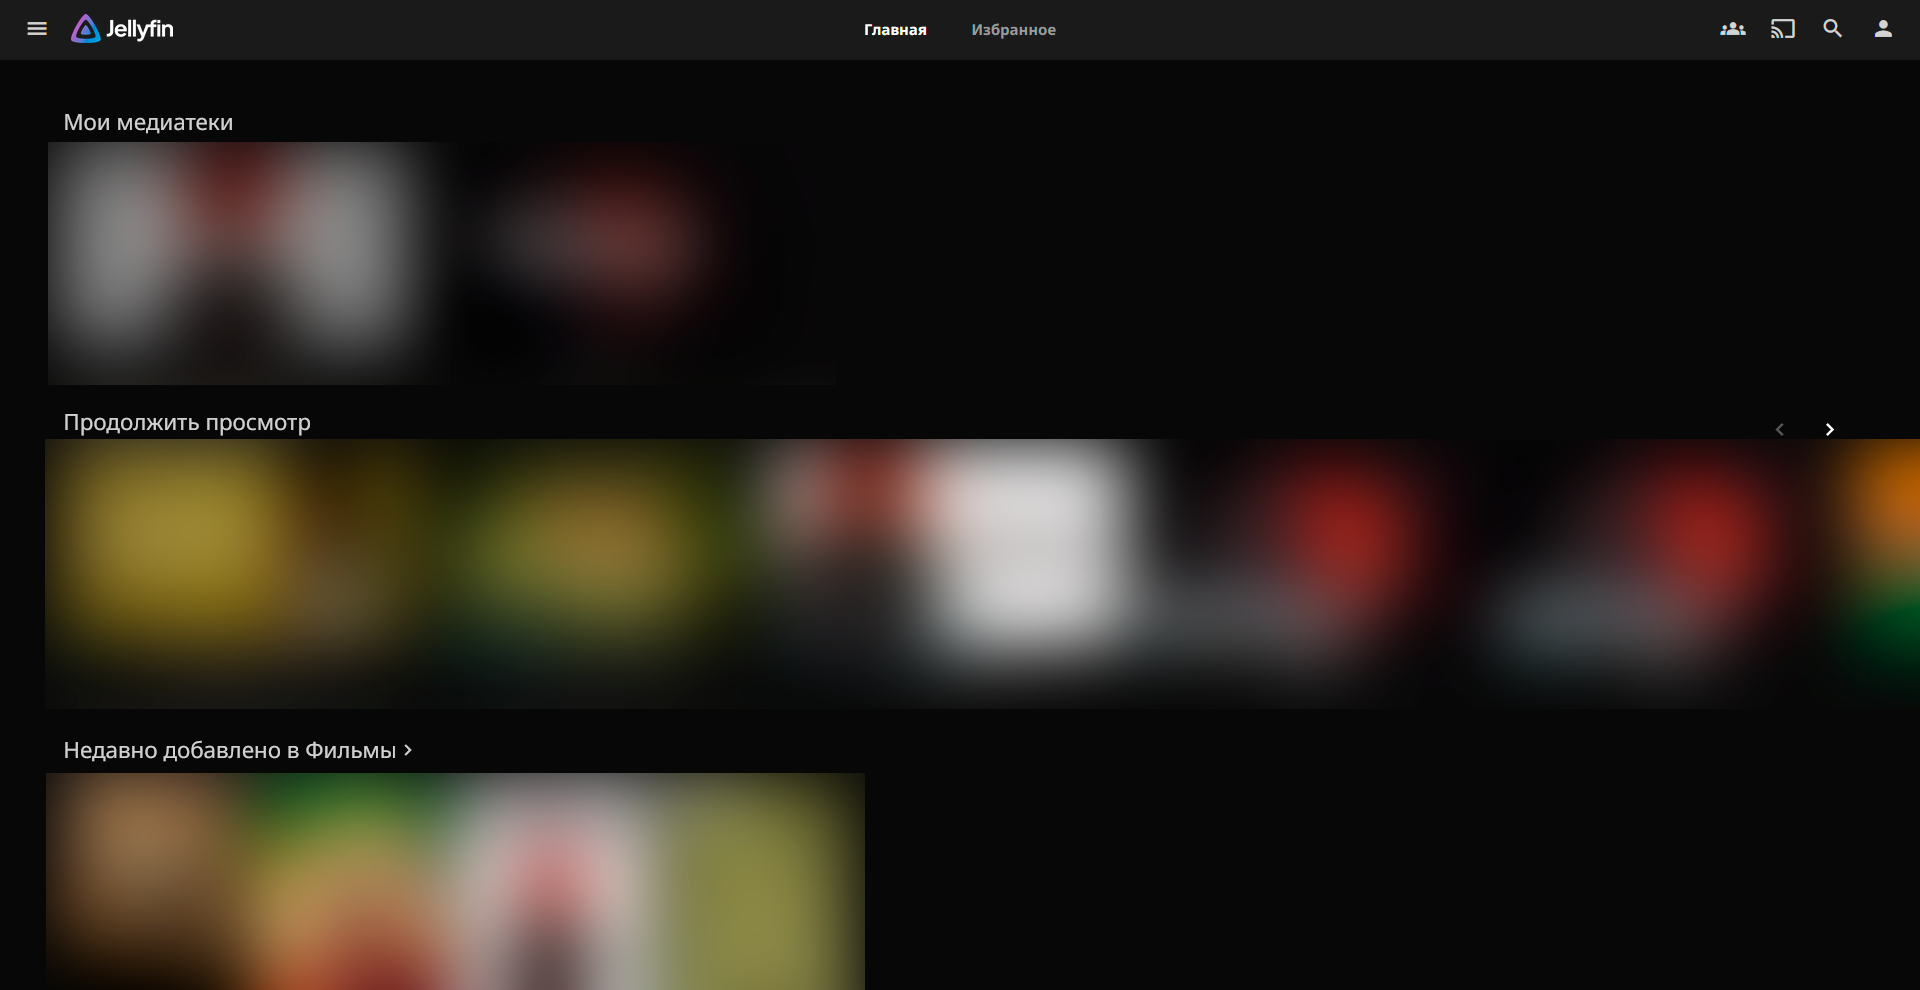 Jellyfin
Главная Избранное
Мои медиатеки
Продолжить просмотр
Недавно добавлено в Фильмы